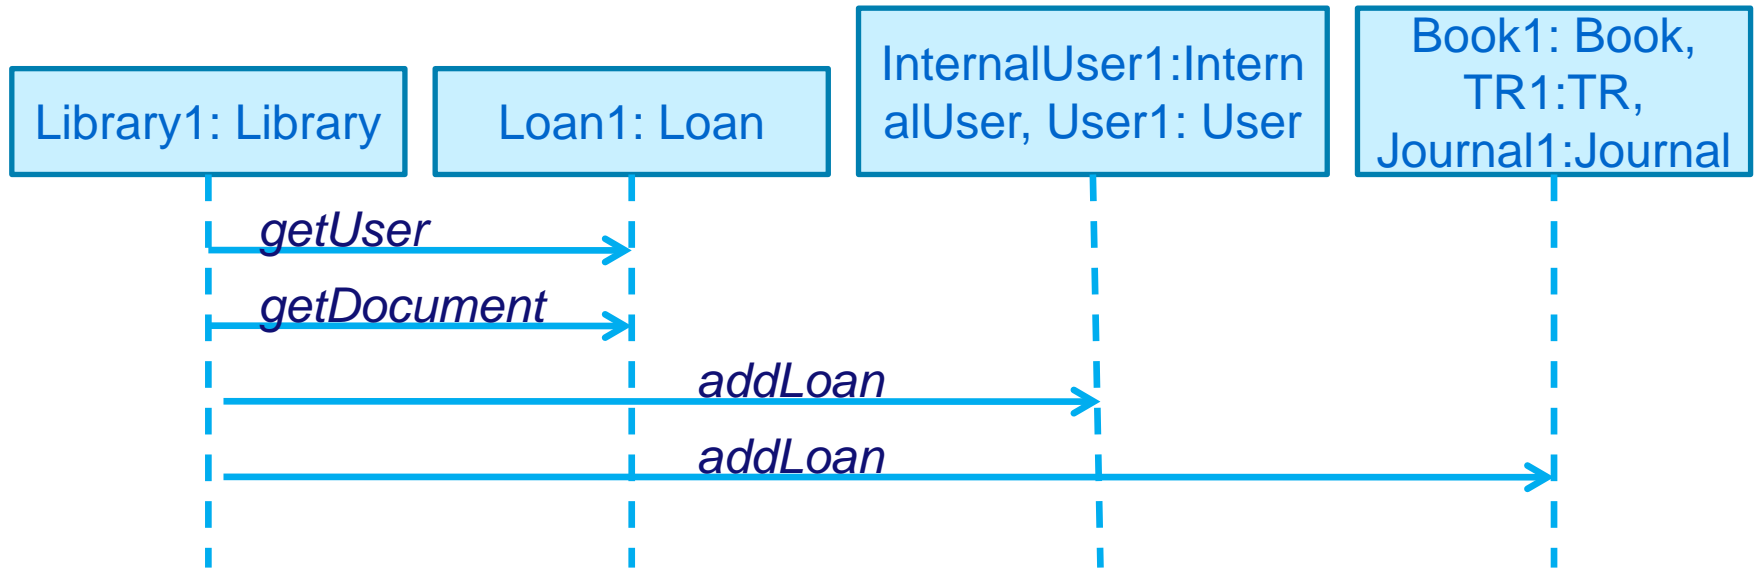 Library1: Library
Loan1: Loan
InternalUser1:Intern
alUser, User1: User
Book1: Book,
TR1:TR,
Journal1:Journal
getUser
getDocument
addLoan
addLoan